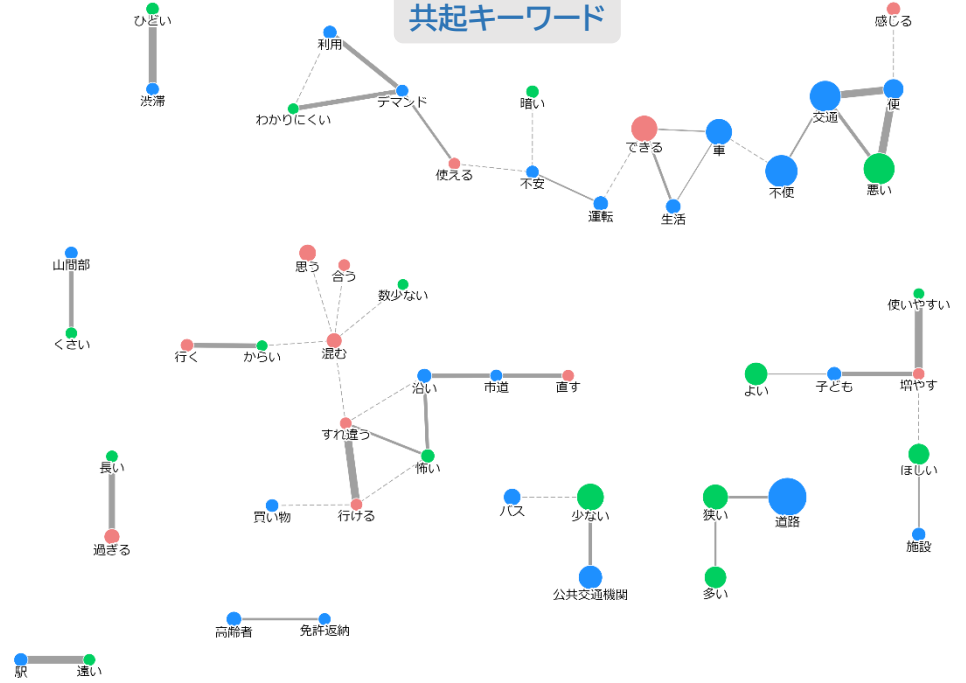 共起キーワード
ひどい
渋滞
利用
デマンド
わかりにくい
使える
暗い
不安
運転
できる
車
生活
不便
交通
感じる
便
悪い
山間部
くさい
思う
合う
数少ない
行く
からい
混む
沿い
市道
直す
すれ違う
怖い
買い物
行ける
使いやすい
よい
子ども
増やす
ほしい
施設
長い
過ぎる
バス
少ない
公共交通機関
狭い
道路
多い
高齢者
免許返納
駅
遠い